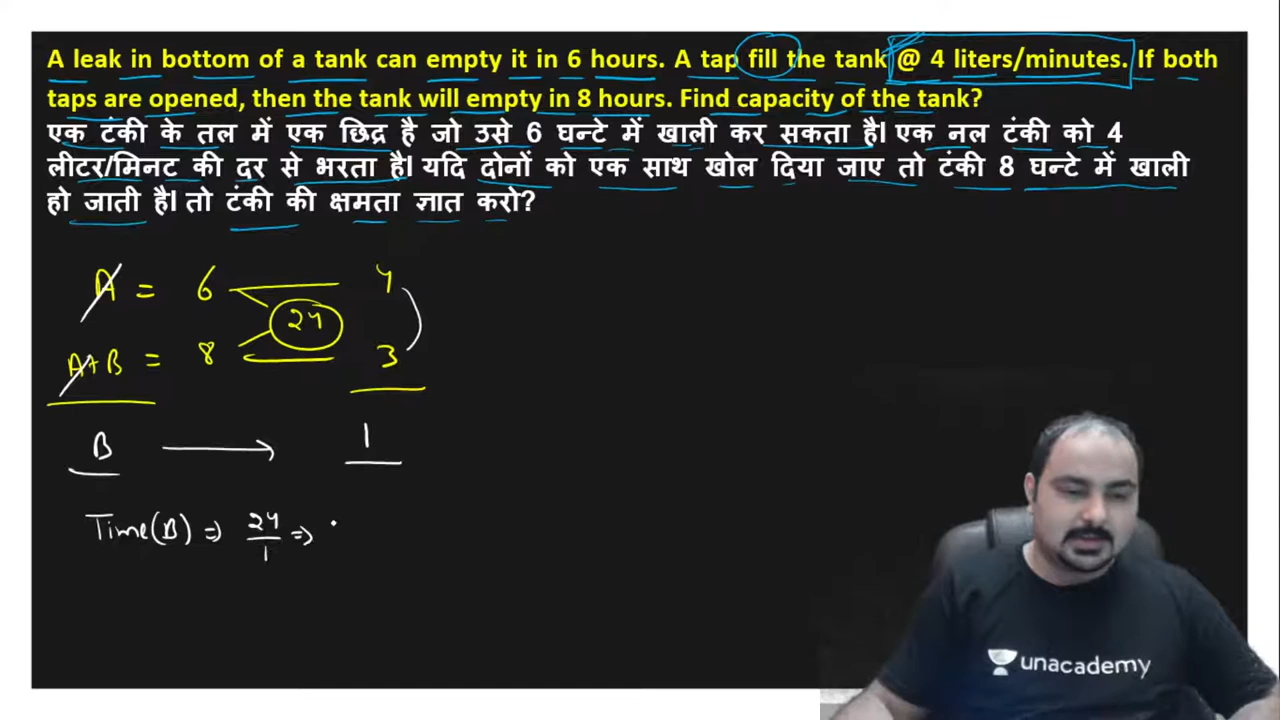 A leak in bottom of a tank can empty it in 6 hours. A tap fill the tank @ 4 liters/minutes. If both
taps are opened, then the tank will empty in 8 hours. Find capacity of the tank?
एक टंकी के तल में एक छिद्र है जो उसे 6 घन्टे में खाली कर सकता है। एक नल टंकी को 4
लीटर/मिनट की दर से भरता है। यदि दोनों को एक साथ खोल दिया जाए तो टंकी 8 घन्टे में खाली
हो जाती है। तो टंकी की क्षमता ज्ञात करो?
A = 6 4
24
A+B = 8 3
B → 1
Time(B) ⇒ 24/1 ⇒
unacademy